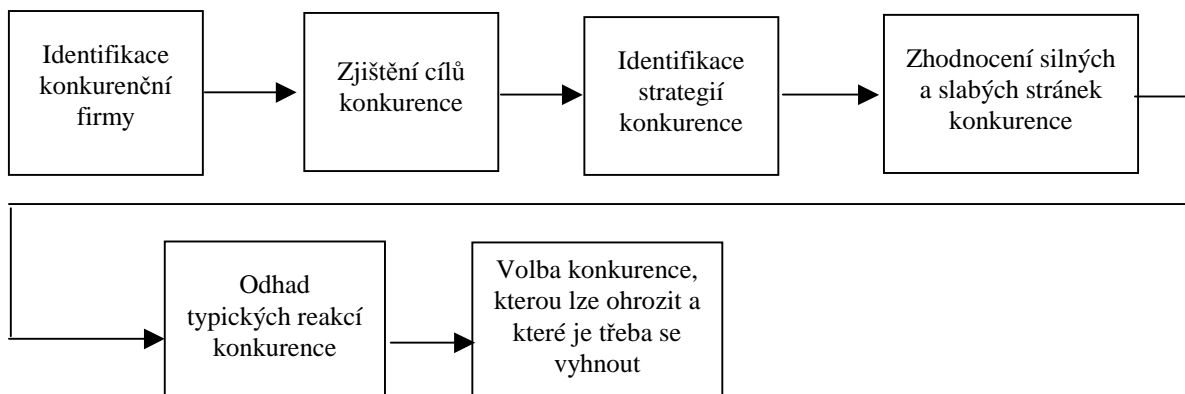 Identifikace
konkurenční
firmy
Zjištění cílů
konkurence
Identifikace
strategií
konkurence
Zhodnocení silných
a slabých stránek
konkurence
Odhad
typických reakcí
konkurence
Volba konkurence,
kterou lze ohrozit a
které je třeba se
vyhnout